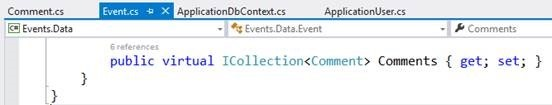 Comment.cs Event.cs ApplicationDbContext.cs ApplicationUser.cs
C# Events.Data Events.Data.Event Comments
6 references
public virtual ICollection<Comment> Comments { get; set; }
}
}